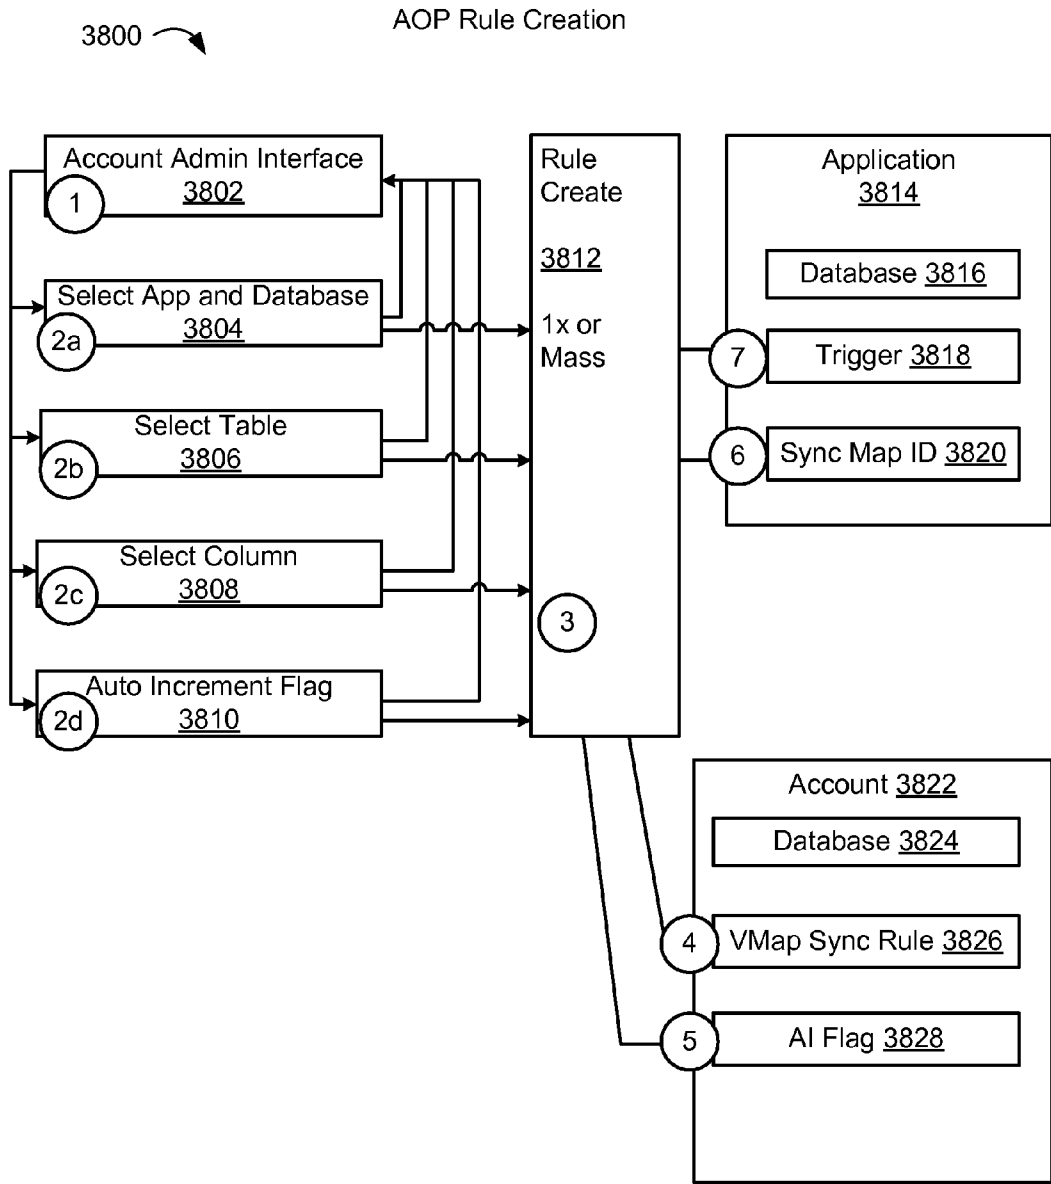 AOP Rule Creation
3800
Account Admin Interface
3802
1
Select App and Database
3804
2a
Select Table
3806
2b
Select Column
3808
2c
Auto Increment Flag
3810
2d
Rule
Create
3812
1x or
Mass
3
Application
3814
Database 3816
7
Trigger 3818
6
Sync Map ID 3820
Account 3822
Database 3824
4
VMap Sync Rule 3826
5
AI Flag 3828